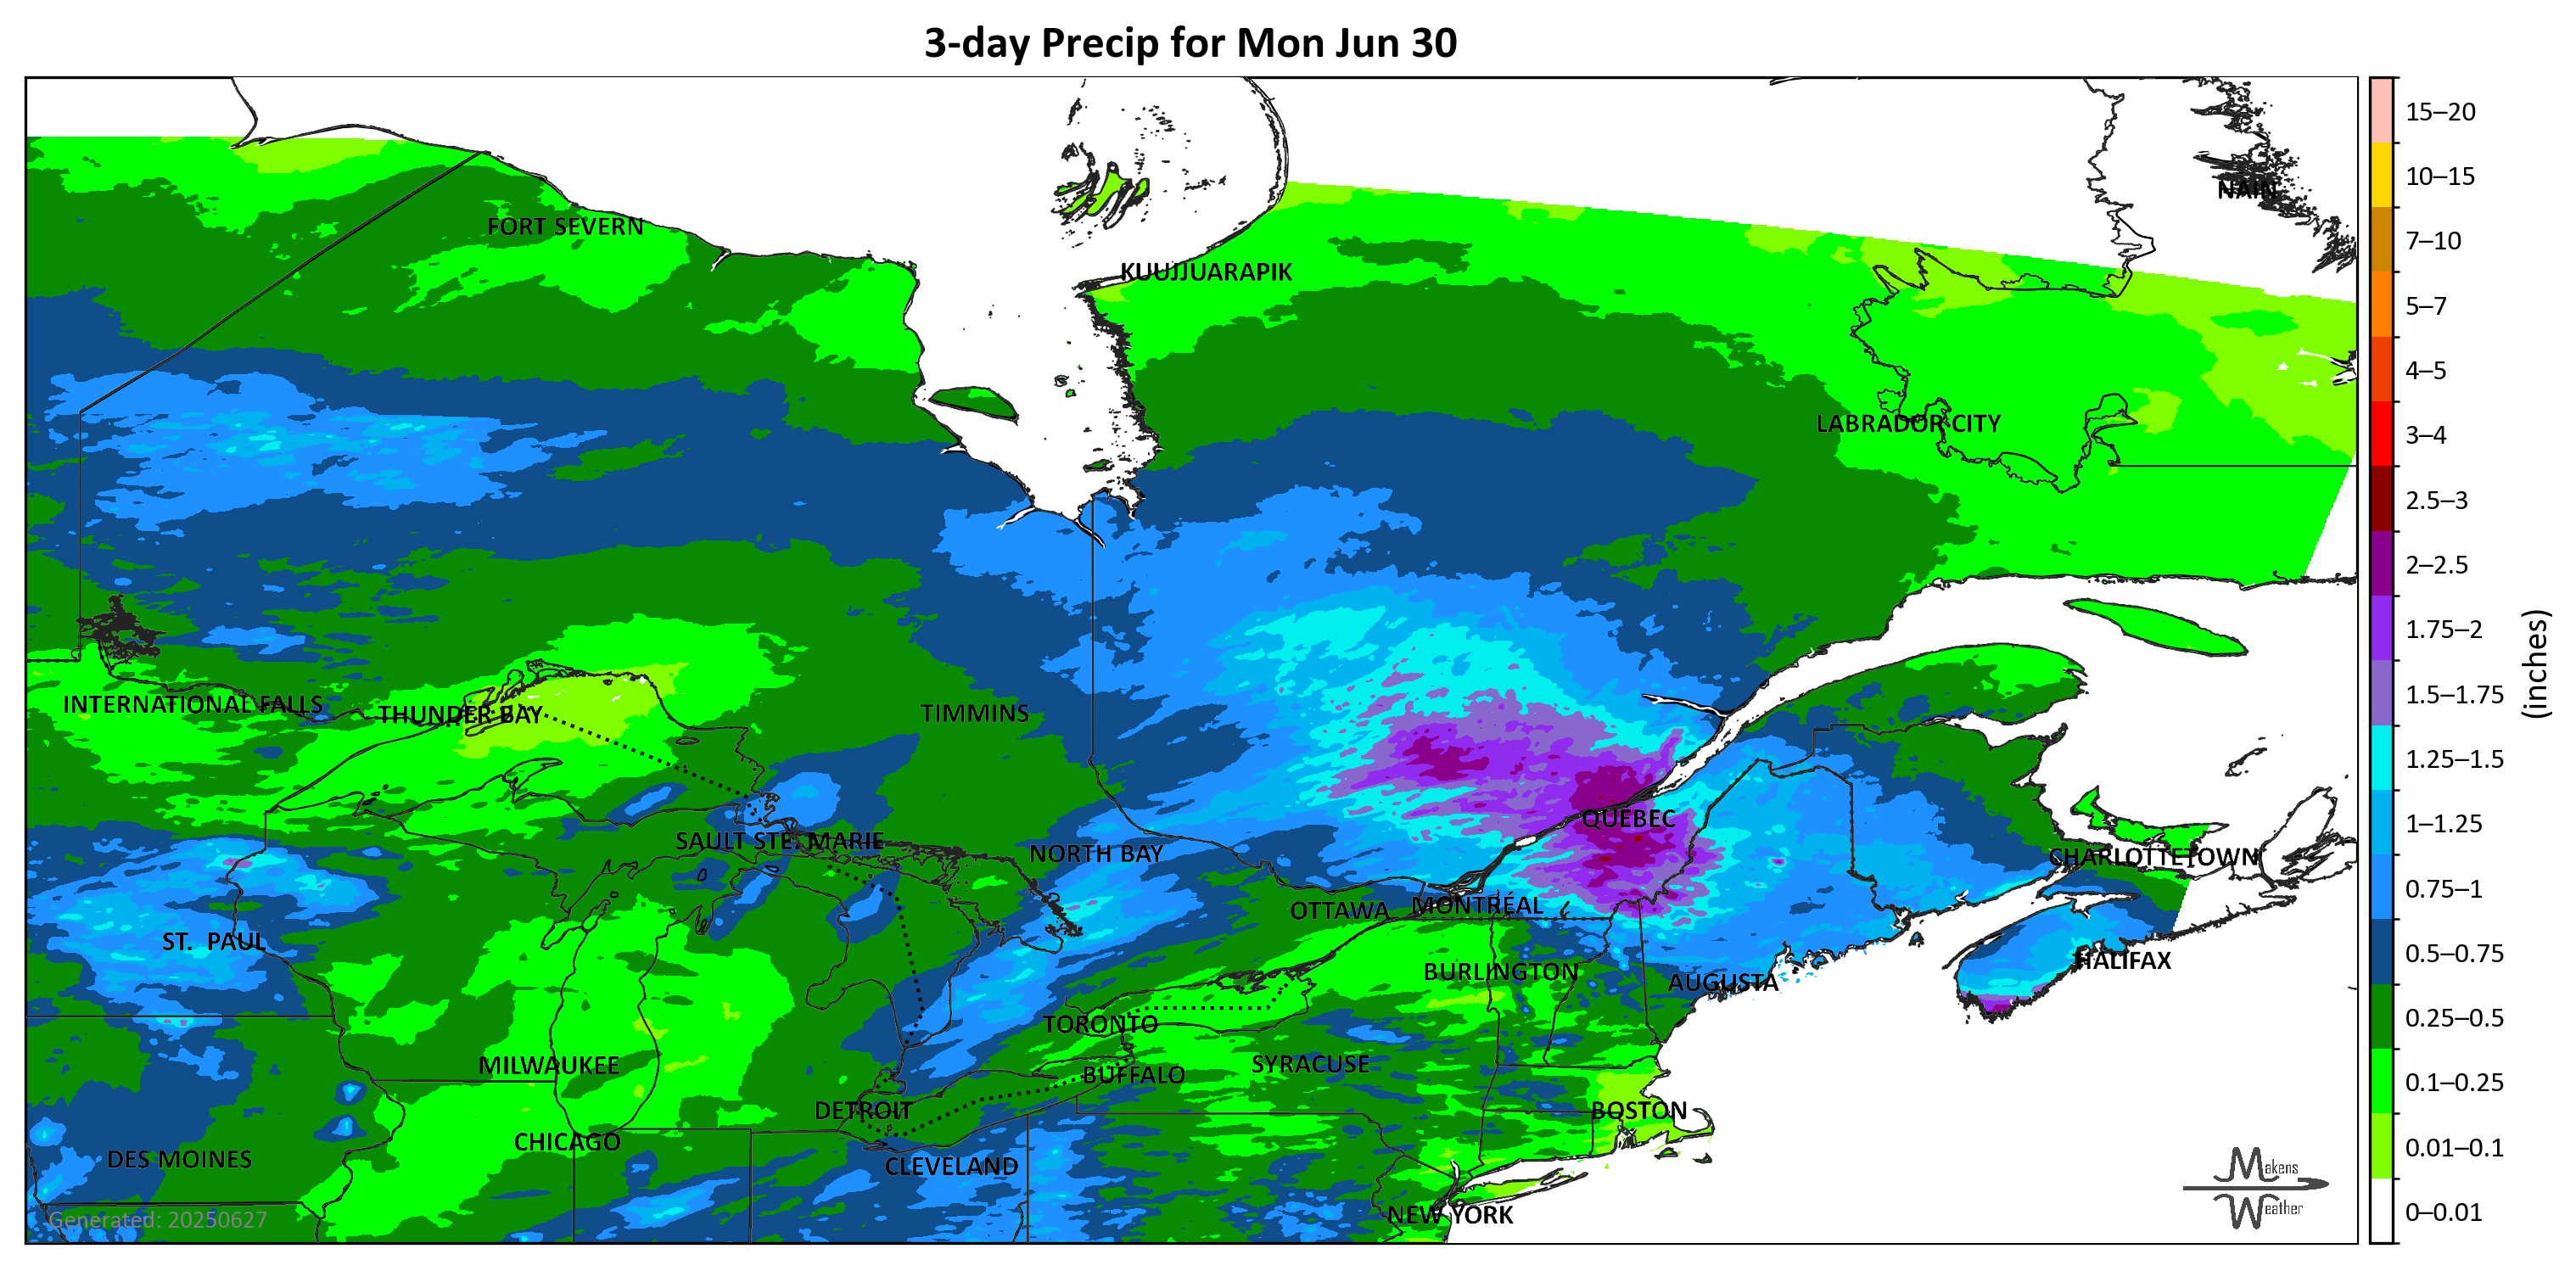 3-day Precip for Mon Jun 30
NAIN
FORT SEVERN
KUUJJUARAPIK
LABRADOR CITY
INTERNATIONAL FALLS
THUNDER BAY
TIMMINS
QUEBEC
SAULT STE. MARIE
NORTH BAY
CHARLOTTETOWN
OTTAWA
MONTRÉAL
ST. PAUL
HALIFAX
BURLINGTON
AUGUSTA
TORONTO
MILWAUKEE
SYRACUSE
BUFFALO
DETROIT
BOSTON
CHICAGO
DES MOINES
CLEVELAND
NEW YORK
Generated: 20250627
Makens
Weather
15–20
10–15
7–10
5–7
4–5
3–4
2.5–3
2–2.5
1.75–2
1.5–1.75
1.25–1.5
1–1.25
0.75–1
0.5–0.75
0.25–0.5
0.1–0.25
0.01–0.1
0–0.01
(inches)